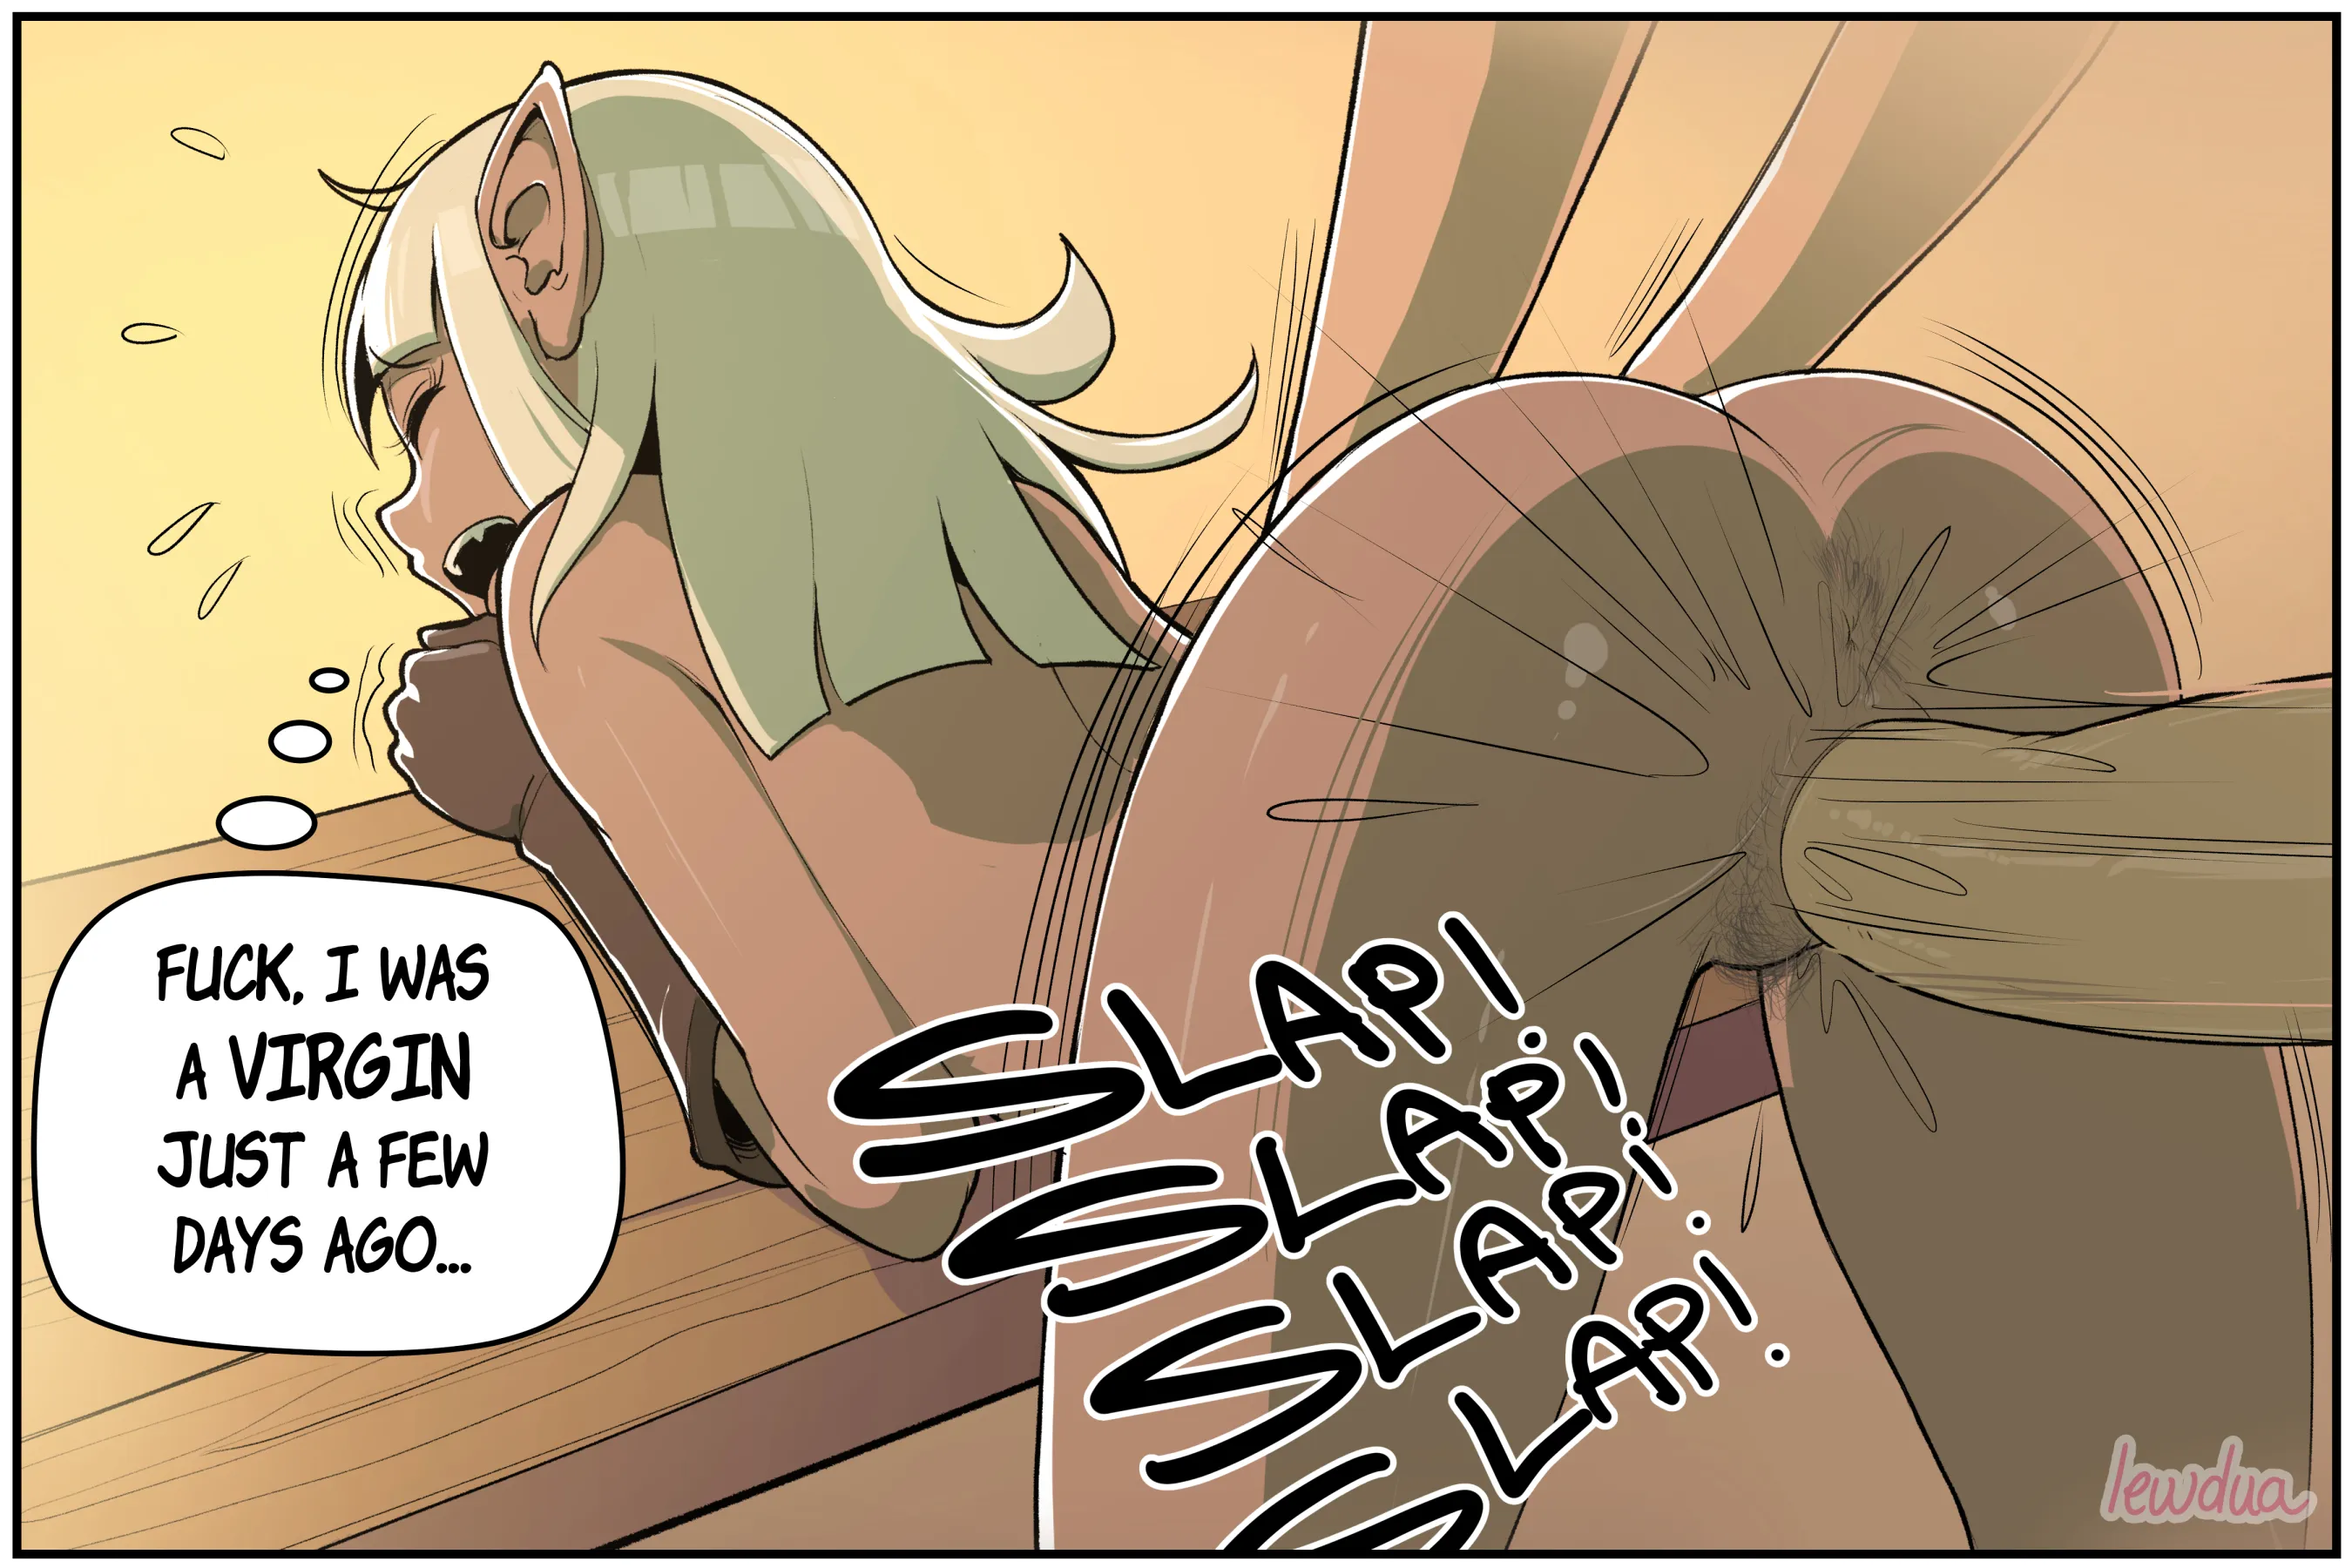 FUCK, I WAS
A VIRGIN
JUST A FEW
DAYS AGO...
SLAP!
SLAP!
SLAP!
SLAP!
lewdua